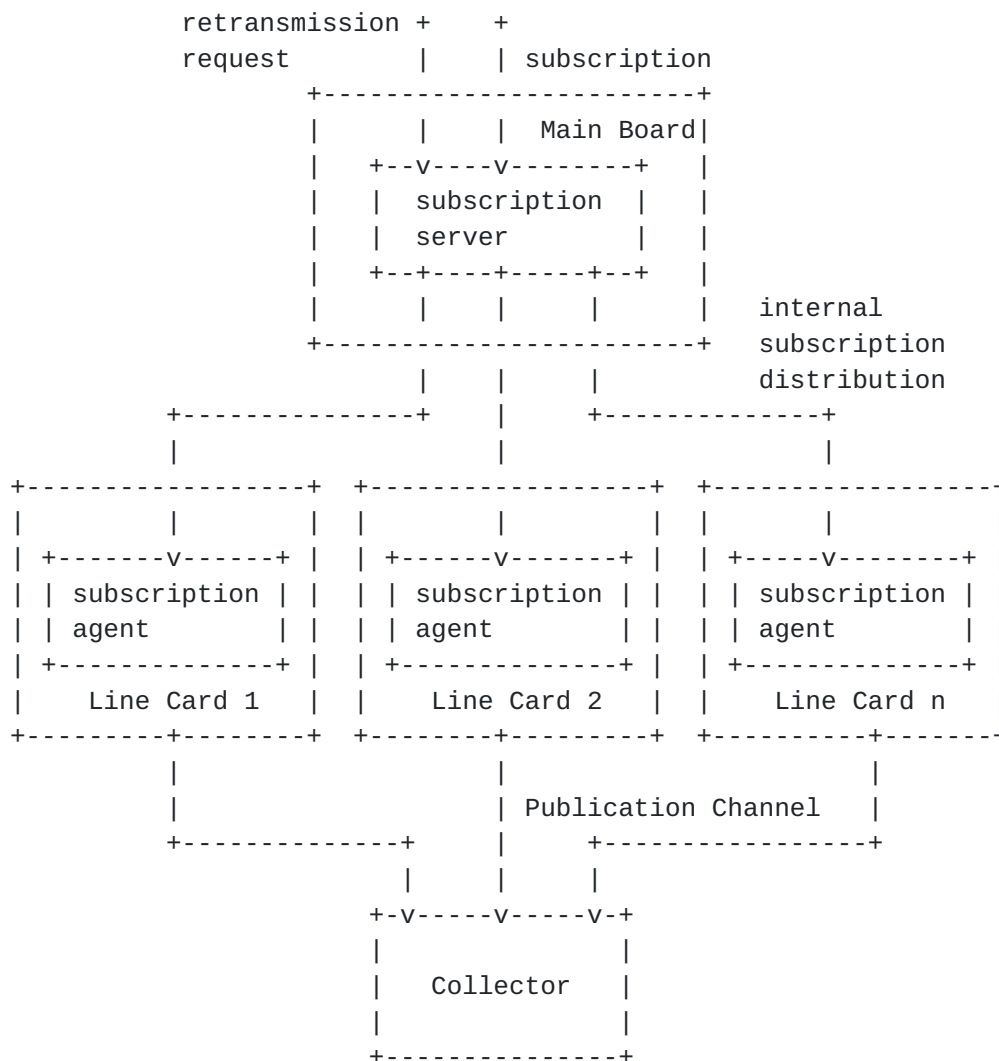 retransmission
request
subscription
Main Board
subscription
server
internal
subscription
distribution
subscription
agent
Line Card 1
subscription
agent
Line Card 2
subscription
agent
Line Card n
Publication Channel
Collector